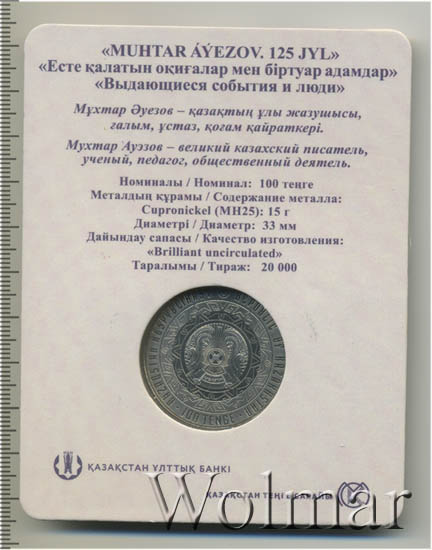 «MUHTAR ÁÝEZOV. 125 JYL»
«Есте қалатын оқиғалар мен біртуар адамдар»
«Выдающиеся события и люди»
Мұхтар Әуезов – қазақтың ұлы жазушысы,
ғалым, ұстаз, қоғам қайраткері.
Мухтар Ауэзов – великий казахский писатель,
ученый, педагог, общественный деятель.
Номиналы / Номинал: 100 теңге
Металдың құрамы / Содержание металла:
Cupronickel (МН25): 15 г
Диаметрі / Диаметр: 33 мм
Дайындау сапасы / Качество изготовления:
«Brilliant uncirculated»
Таралымы / Тираж: 20 000
100 TENGE
ҚАЗАҚСТАН ҰЛТТЫҚ БАНКІ
ҚАЗАҚСТАН ТЕҢГЕ САРАЙЫ
Wolmar